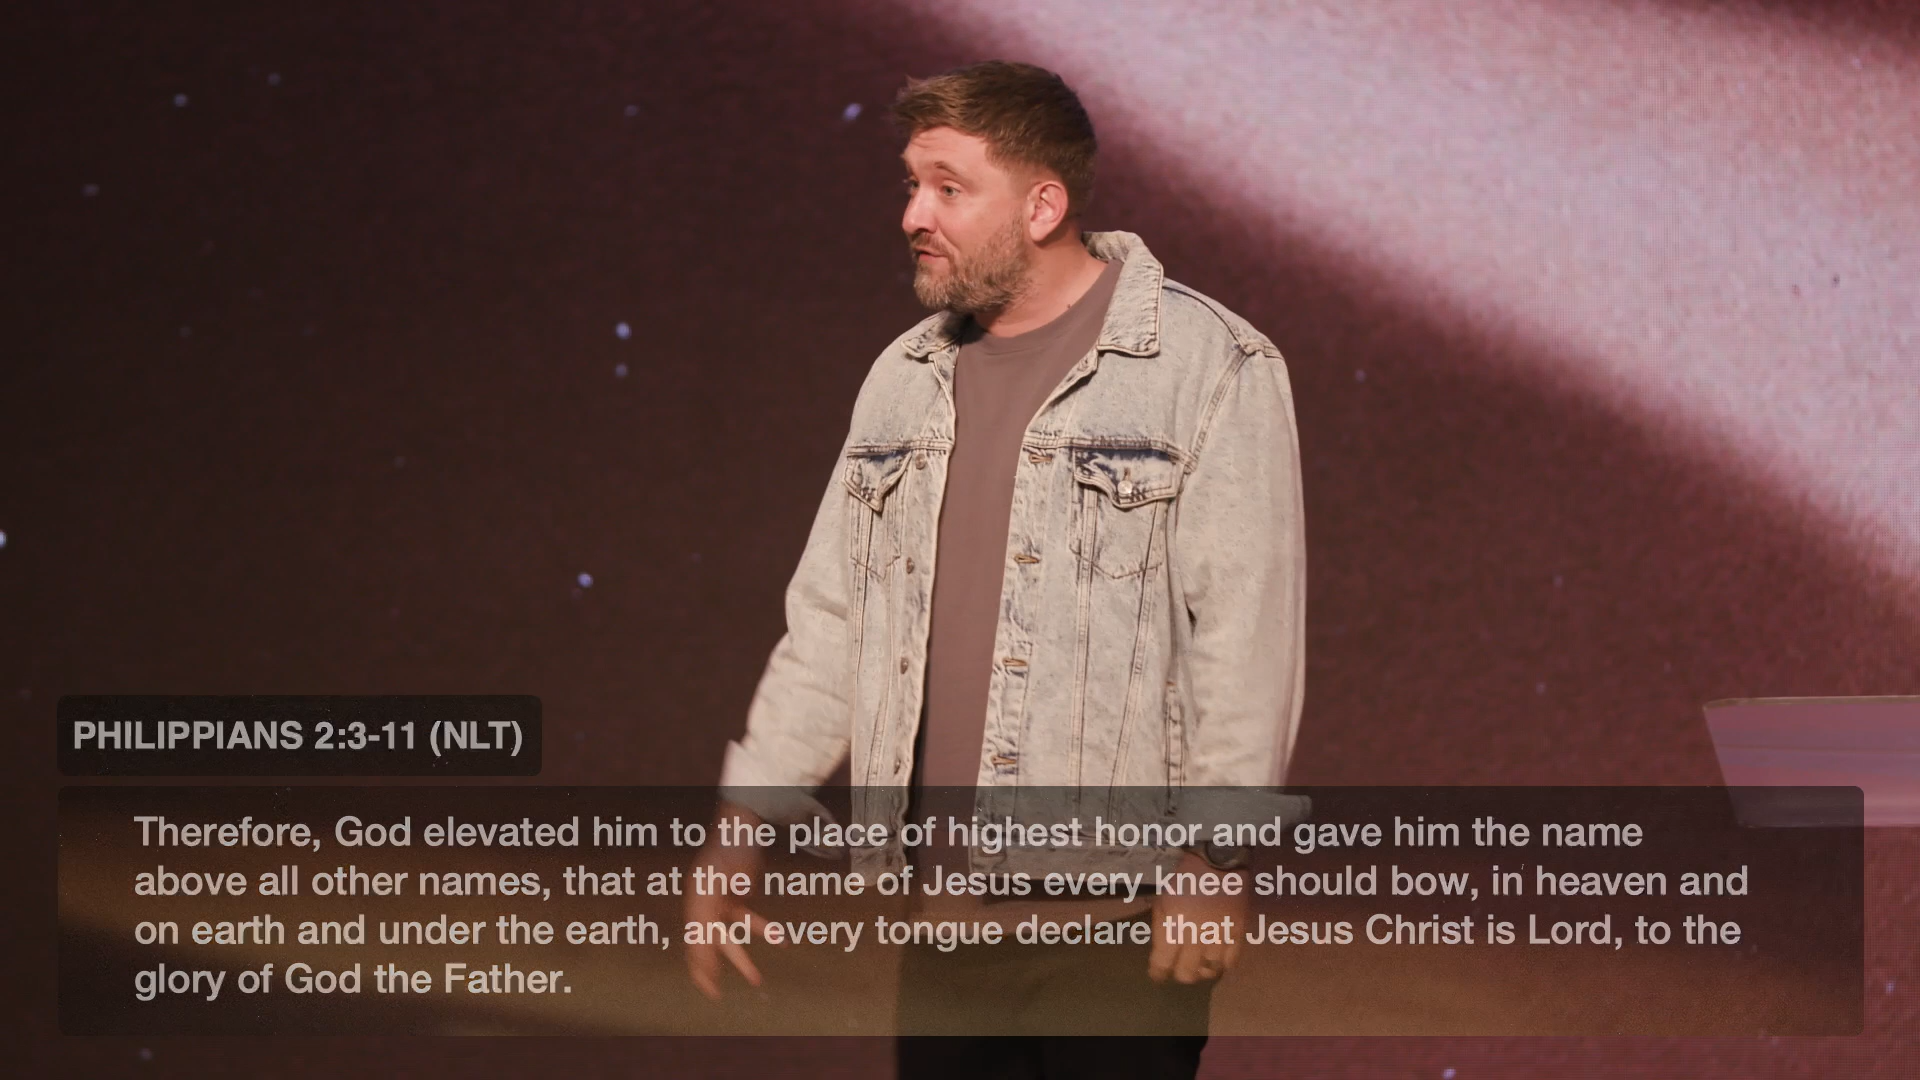 PHILIPPIANS 2:3-11 (NLT)
Therefore, God elevated him to the place of highest honor and gave him the name
above all other names, that at the name of Jesus every knee should bow, in heaven and
on earth and under the earth, and every tongue declare that Jesus Christ is Lord, to the
glory of God the Father.